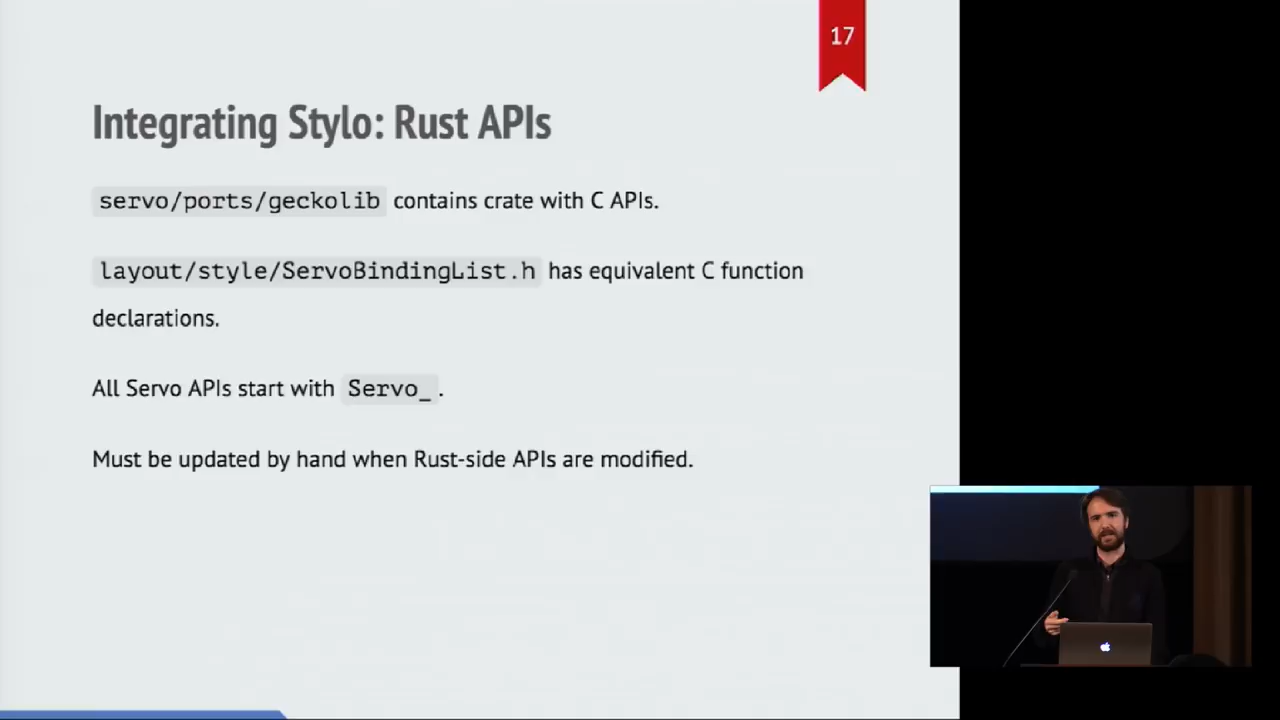 17
Integrating Stylo: Rust APIs
servo/ports/geckolib contains crate with C APIs.
layout/style/ServoBindingList.h has equivalent C function
declarations.
All Servo APIs start with Servo_.
Must be updated by hand when Rust-side APIs are modified.